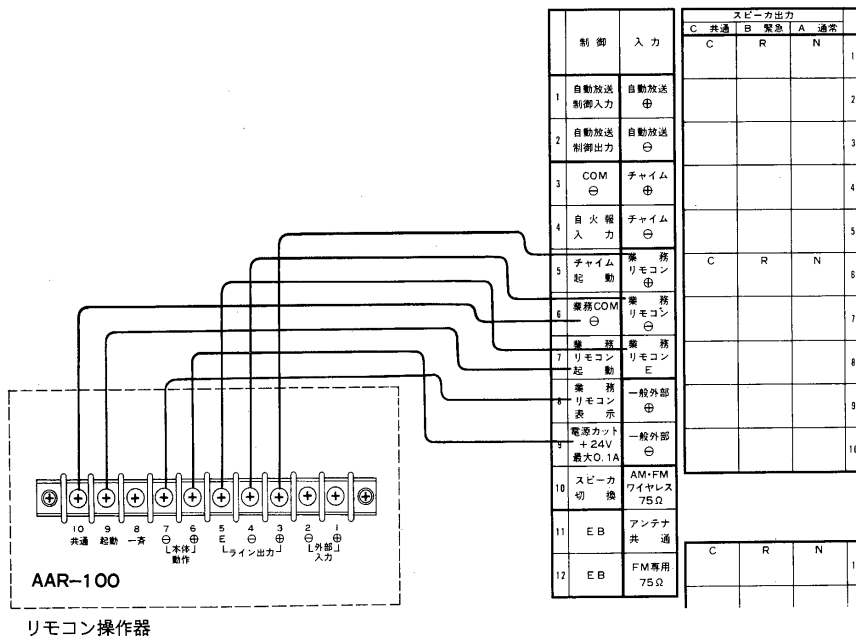 制御 入力
1 自動放送 制御入力 自動放送 ⊕
2 自動放送 制御出力 自動放送 ⊖
3 COM ⊖ チャイム ⊕
4 自火報 入力 チャイム ⊖
5 チャイム 起動 業務 リモコン ⊕
6 業務COM ⊖ 業務 リモコン ⊖
7 業務 リモコン 起動 業務 リモコン E
8 業務 リモコン 表示 一般外部 ⊕
9 電源カット +24V 最大0.1A 一般外部 ⊖
10 スピーカ 切換 AM・FM ワイヤレス 75Ω
11 EB アンテナ 共通
12 EB FM専用 75Ω
スピーカ出力
C 共通 B 緊急 A 通常
C R N 1
2
3
4
5
C R N 6
7
8
9
10
C R N 1
10 9 8 7 6 5 4 3 2 1
共通 起動 一斉 ⊖ ⊕ E ⊖ ⊕ ⊖ ⊕
本体 動作 ライン出力 外部 入力
AAR-100
リモコン操作器